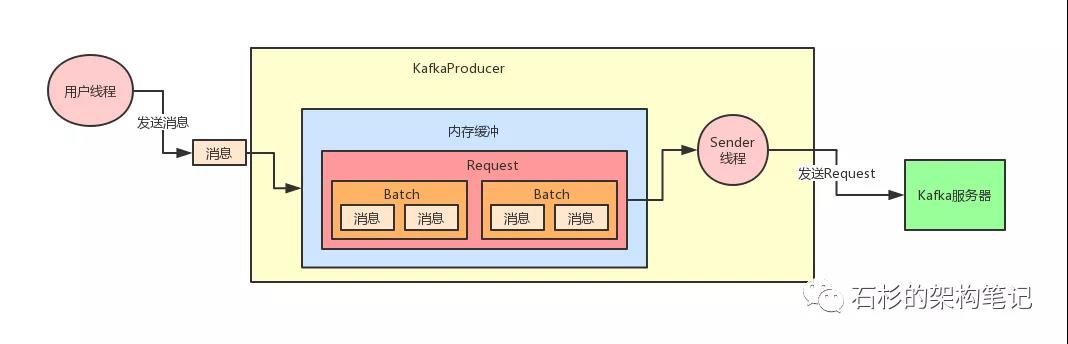 KafkaProducer
用户线程
发送消息
消息
内存缓冲
Request
Batch
消息
消息
Batch
消息
消息
Sender
线程
发送Request
Kafka服务器
石杉的架构笔记